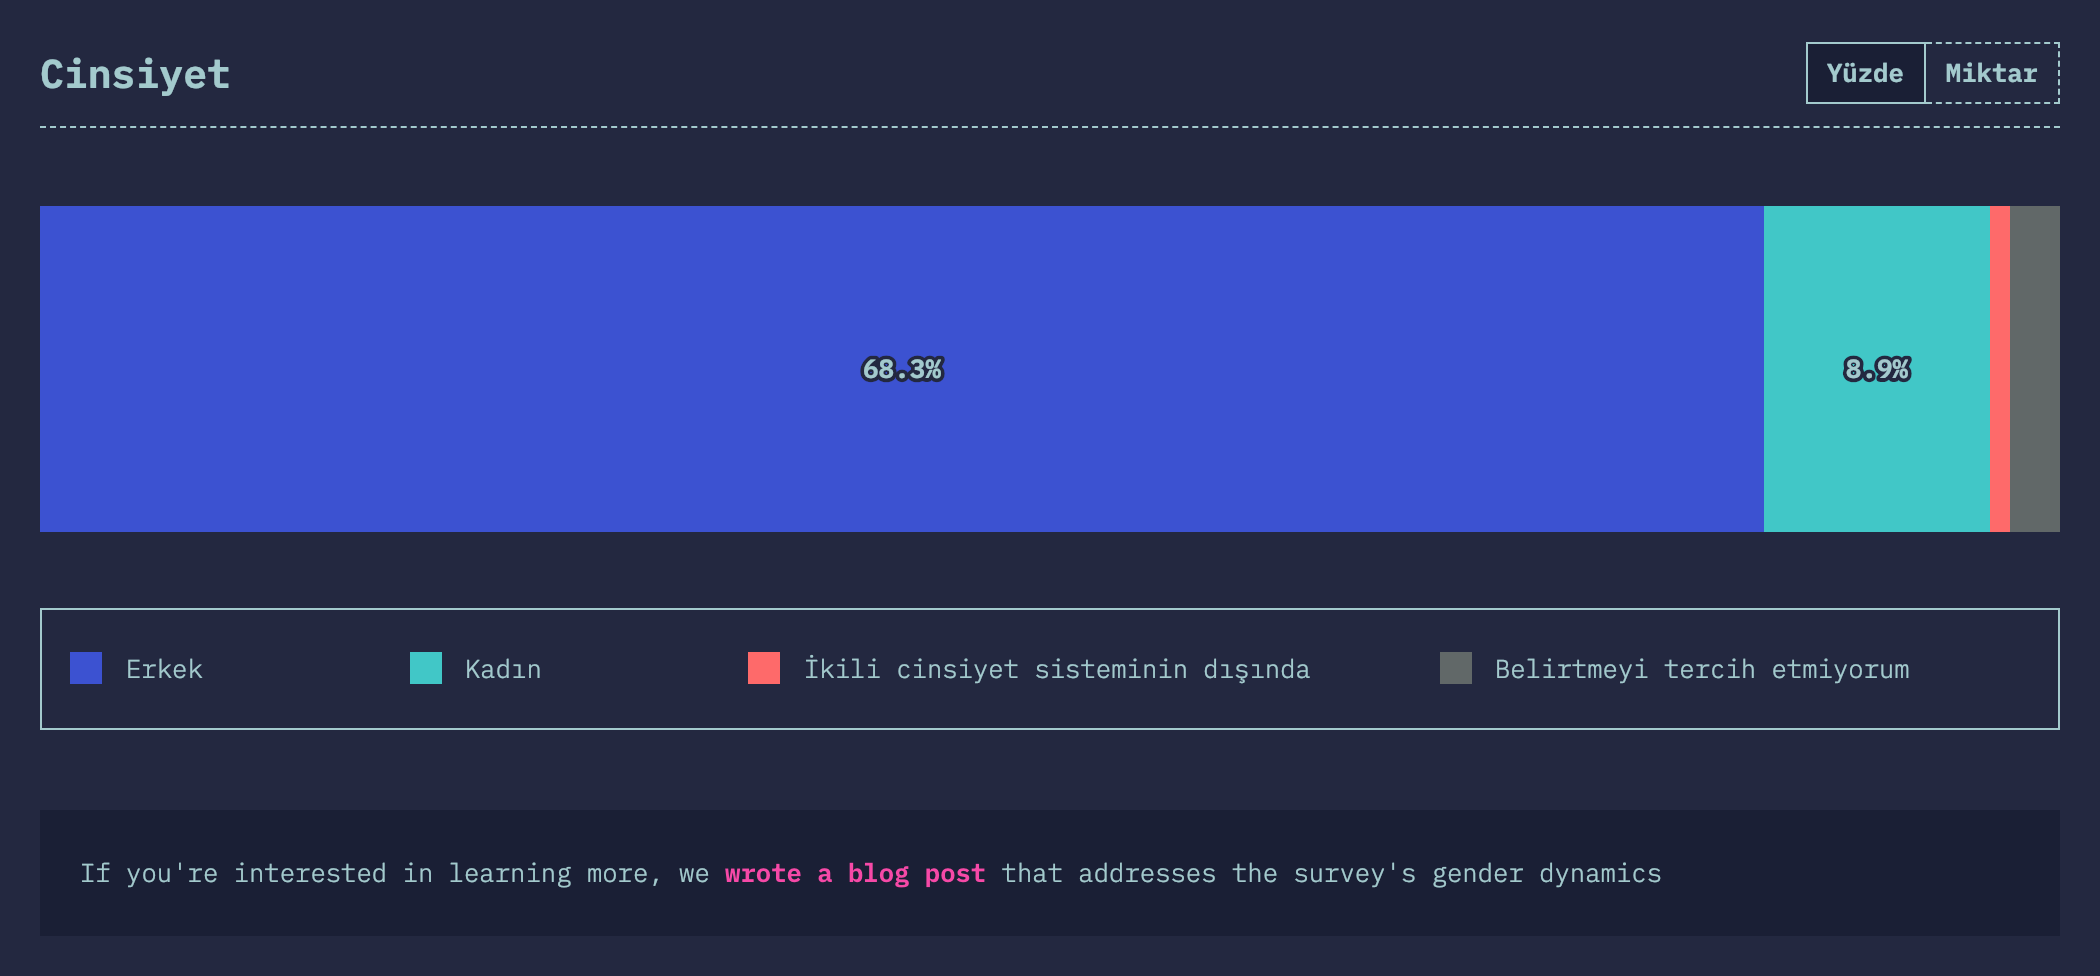 Cinsiyet
Yüzde Miktar
68.3% 8.9%
Erkek Kadın İkili cinsiyet sisteminin dışında Belirtmeyi tercih etmiyorum
If you're interested in learning more, we wrote a blog post that addresses the survey's gender dynamics